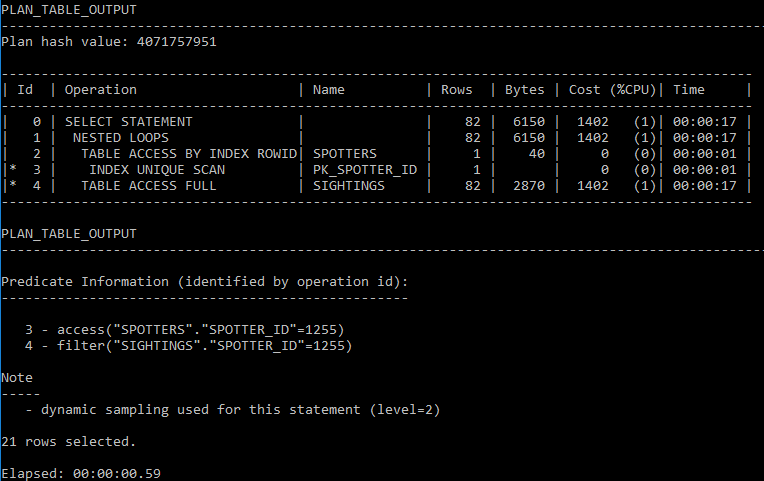 PLAN_TABLE_OUTPUT
-----------------------------------------------------------------------------------------------
Plan hash value: 4071757951
----------------------------------------------------------------------------------------------
| Id  | Operation                    | Name          | Rows  | Bytes | Cost (%CPU)| Time     |
----------------------------------------------------------------------------------------------
|   0 | SELECT STATEMENT             |               |    82 |  6150 |  1402   (1)| 00:00:17 |
|   1 |  NESTED LOOPS                |               |    82 |  6150 |  1402   (1)| 00:00:17 |
|   2 |   TABLE ACCESS BY INDEX ROWID| SPOTTERS      |     1 |    40 |     0   (0)| 00:00:01 |
|*  3 |    INDEX UNIQUE SCAN         | PK_SPOTTER_ID |     1 |       |     0   (0)| 00:00:01 |
|*  4 |   TABLE ACCESS FULL          | SIGHTINGS     |    82 |  2870 |  1402   (1)| 00:00:17 |
----------------------------------------------------------------------------------------------
PLAN_TABLE_OUTPUT
-----------------------------------------------------------------------------------------------
Predicate Information (identified by operation id):
---------------------------------------------------
   3 - access("SPOTTERS"."SPOTTER_ID"=1255)
   4 - filter("SIGHTINGS"."SPOTTER_ID"=1255)
Note
-----
   - dynamic sampling used for this statement (level=2)
21 rows selected.
Elapsed: 00:00:00.59